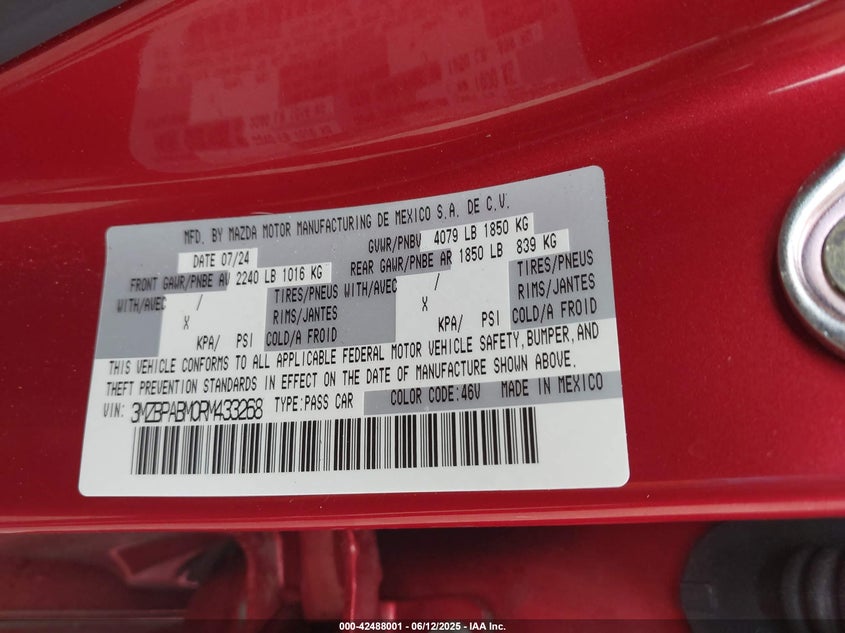 MFD. BY MAZDA MOTOR MANUFACTURING DE MEXICO S.A. DE C.V.
DATE 07/24 GVWR/PNBV 4079 LB 1850 KG
FRONT GAWR/PNBE AV 2240 LB 1016 KG REAR GAWR/PNBE AR 1850 LB 839 KG
WITH/AVEC / TIRES/PNEUS WITH/AVEC / TIRES/PNEUS
X RIMS/JANTES X RIMS/JANTES
KPA/ PSI COLD/A FROID KPA/ PSI COLD/A FROID
THIS VEHICLE CONFORMS TO ALL APPLICABLE FEDERAL MOTOR VEHICLE SAFETY, BUMPER, AND
THEFT PREVENTION STANDARDS IN EFFECT ON THE DATE OF MANUFACTURE SHOWN ABOVE.
VIN: 3MZBPABM0RM433268 TYPE:PASS CAR COLOR CODE:46V MADE IN MEXICO
000-42488001 - 06/12/2025 - IAA Inc.